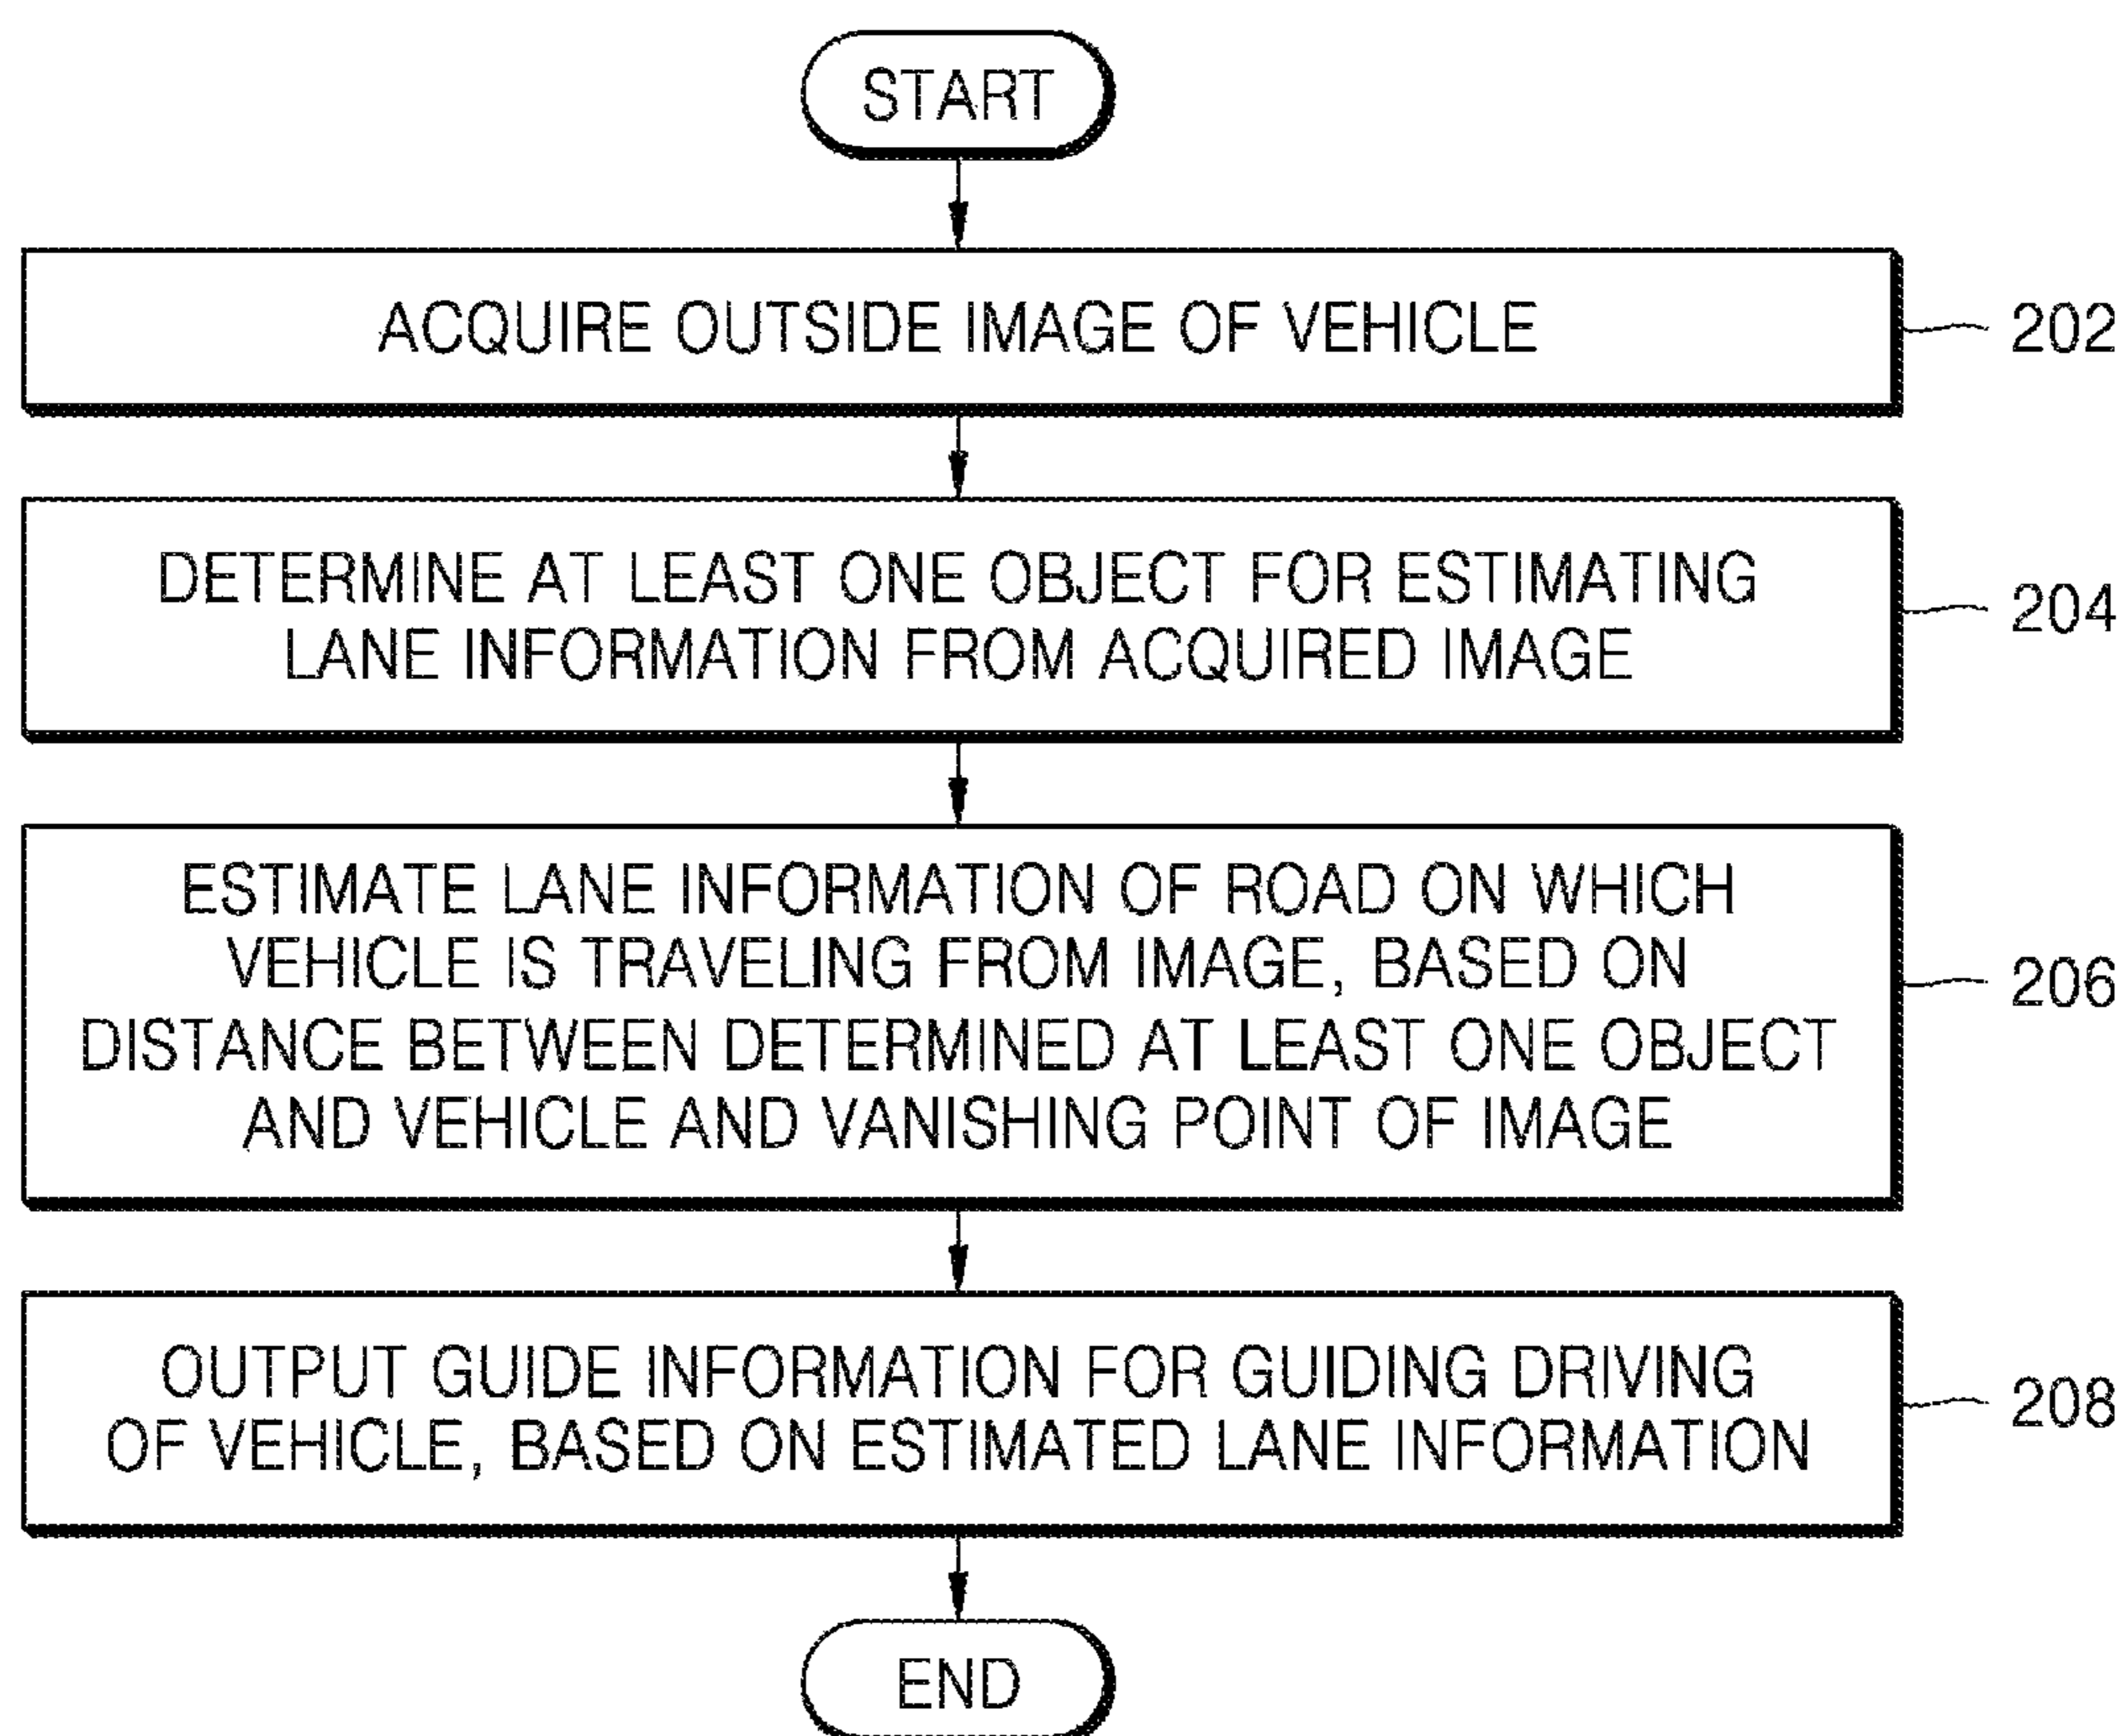 START
ACQUIRE OUTSIDE IMAGE OF VEHICLE
202
DETERMINE AT LEAST ONE OBJECT FOR ESTIMATING
LANE INFORMATION FROM ACQUIRED IMAGE
204
ESTIMATE LANE INFORMATION OF ROAD ON WHICH
VEHICLE IS TRAVELING FROM IMAGE, BASED ON
DISTANCE BETWEEN DETERMINED AT LEAST ONE OBJECT
AND VEHICLE AND VANISHING POINT OF IMAGE
206
OUTPUT GUIDE INFORMATION FOR GUIDING DRIVING
OF VEHICLE, BASED ON ESTIMATED LANE INFORMATION
208
END